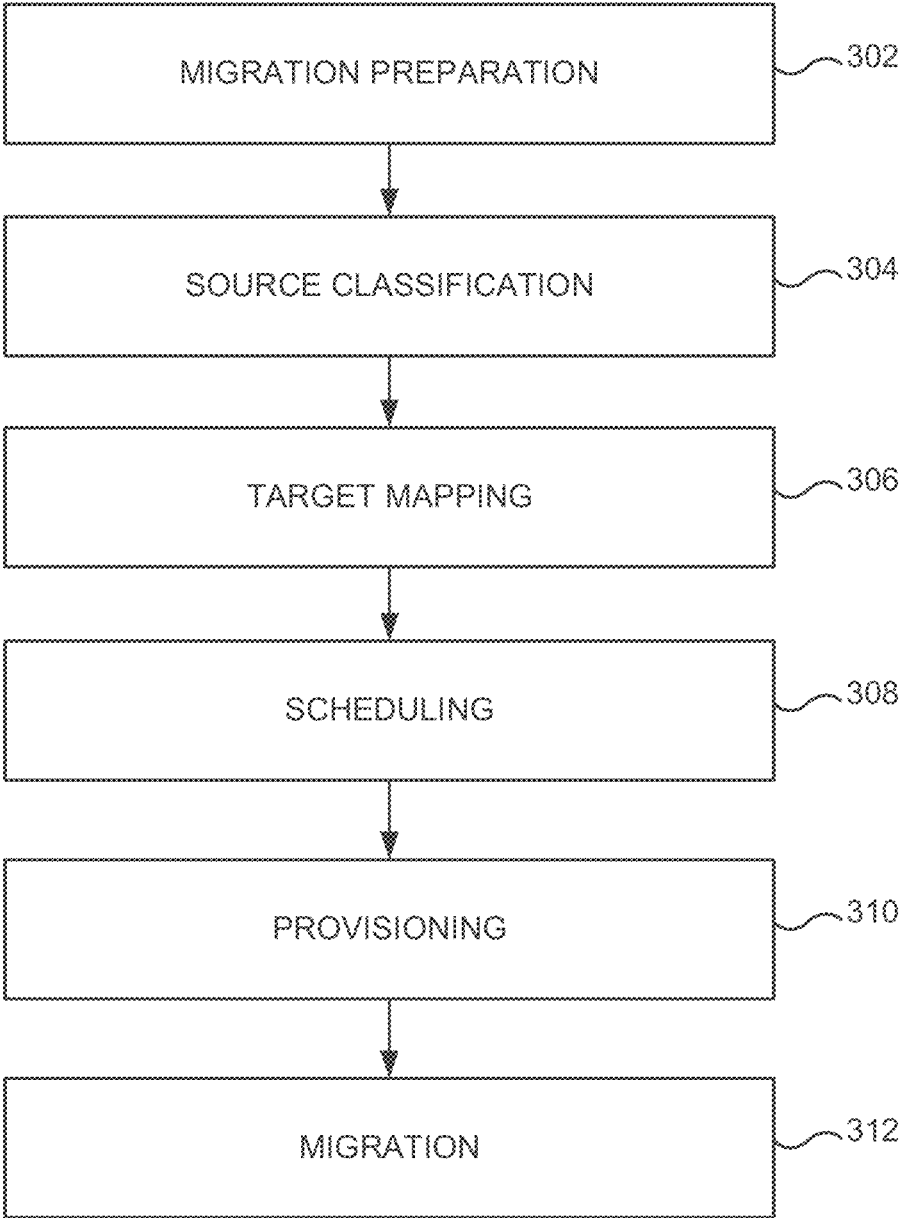 MIGRATION PREPARATION 302
SOURCE CLASSIFICATION 304
TARGET MAPPING 306
SCHEDULING 308
PROVISIONING 310
MIGRATION 312